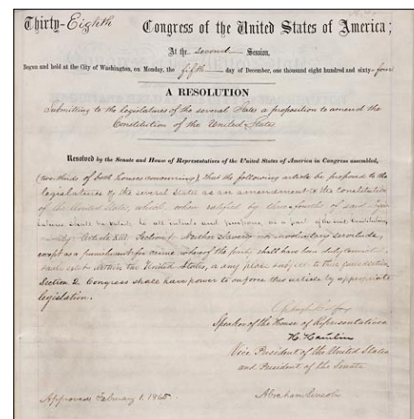 Thirty-Eighth Congress of the United States of America;
At the second Session,
Begun and held at the City of Washington, on Monday, the fifth day of December, one thousand eight hundred and sixty-four
A RESOLUTION
Submitting to the legislatures of the several States a proposition to amend the
Constitution of the United States
Resolved by the Senate and House of Representatives of the United States of America in Congress assembled,
(two-thirds of both houses concurring), that the following article be proposed to the
legislatures of the several States as an amendment to the constitution
of the United States, which, when ratified by three-fourths of said
shall be valid, to all intents and purposes, as a part of the said Constitution
Article XIII. Section 1. Neither slavery nor involuntary servitude,
except as a punishment for crime whereof the party shall have been duly convicted,
shall exist within the United States, or any place subject to their jurisdiction
Section 2. Congress shall have power to enforce this article by appropriate
legislation.
Speaker of the House of Representatives
H. Hamlin
Vice President of the United States
and President of the Senate
Approved February 1. 1865
Abraham Lincoln